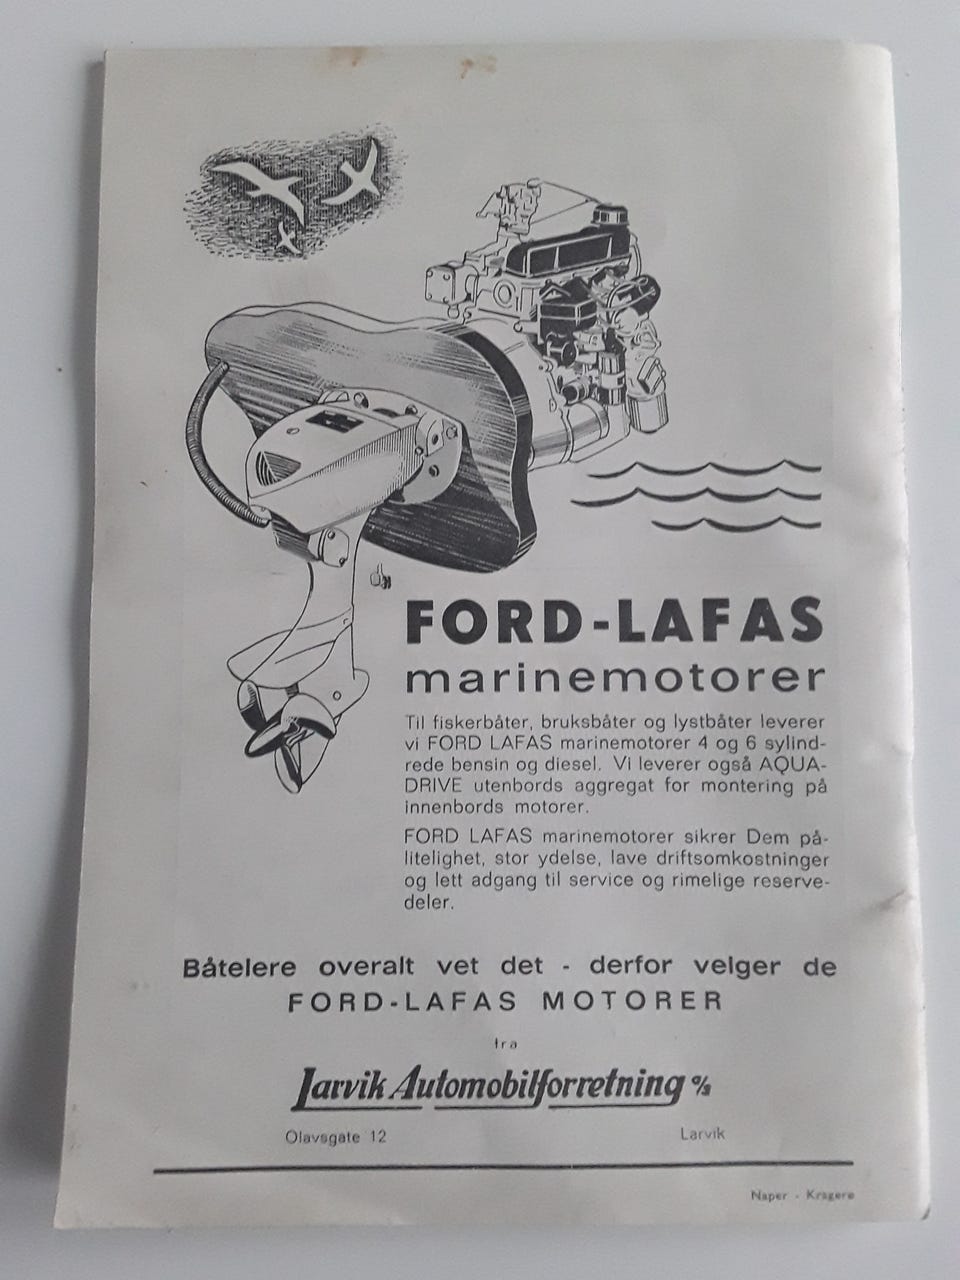 FORD-LAFAS
marinemotorer
Til fiskerbåter, bruksbåter og lystbåter leverer
vi FORD LAFAS marinemotorer 4 og 6 sylind-
rede bensin og diesel. Vi leverer også AQUA-
DRIVE utenbords aggregat for montering på
innenbords motorer.
FORD LAFAS marinemotorer sikrer Dem på-
litelighet, stor ydelse, lave driftsomkostninger
og lett adgang til service og rimelige reserve-
deler.
Båtelere overalt vet det - derfor velger de
FORD-LAFAS MOTORER
fra
Larvik Automobilforretning A/S
Olavsgate 12 Larvik
Naper - Kragerø